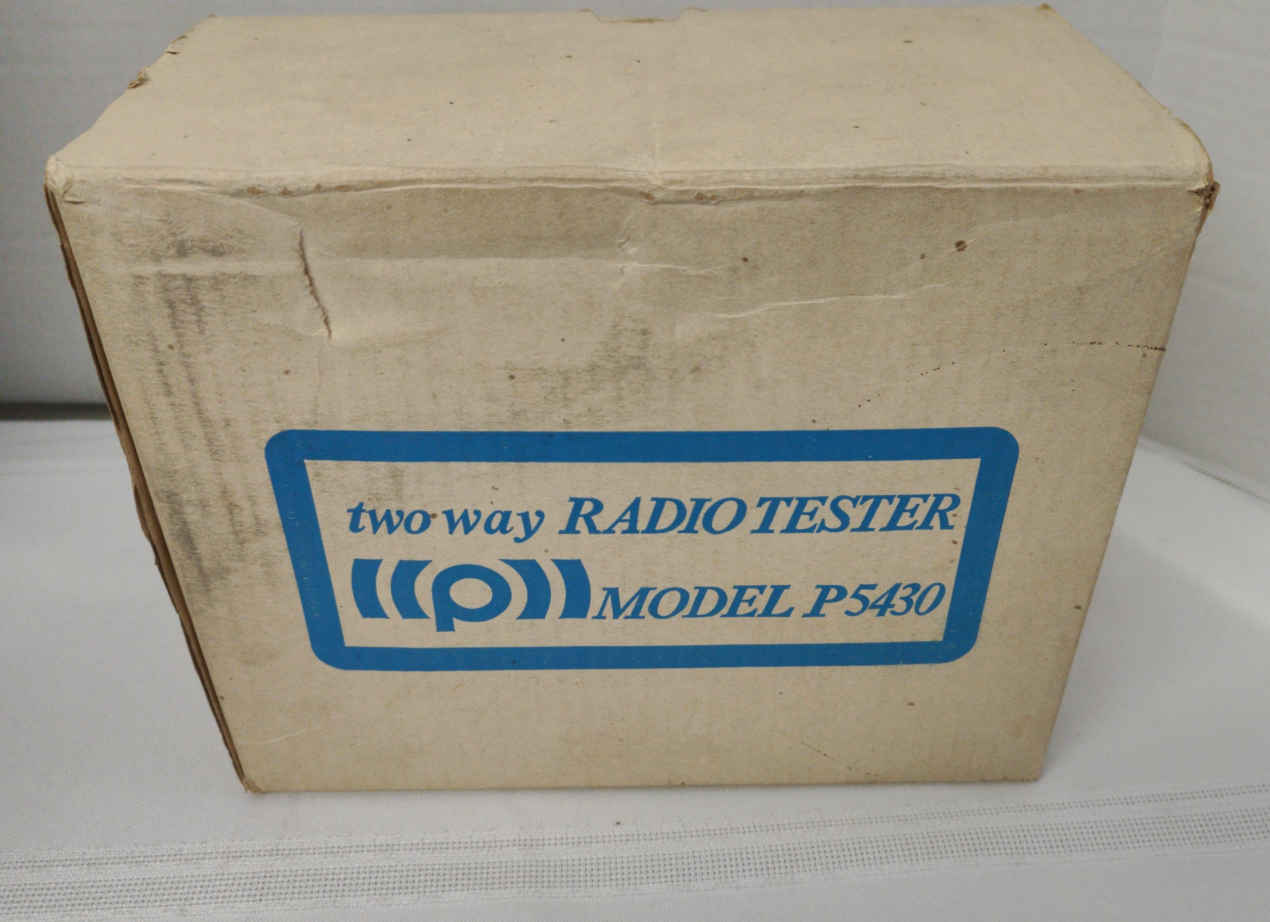 two way RADIO TESTER
((p)) MODEL P5430